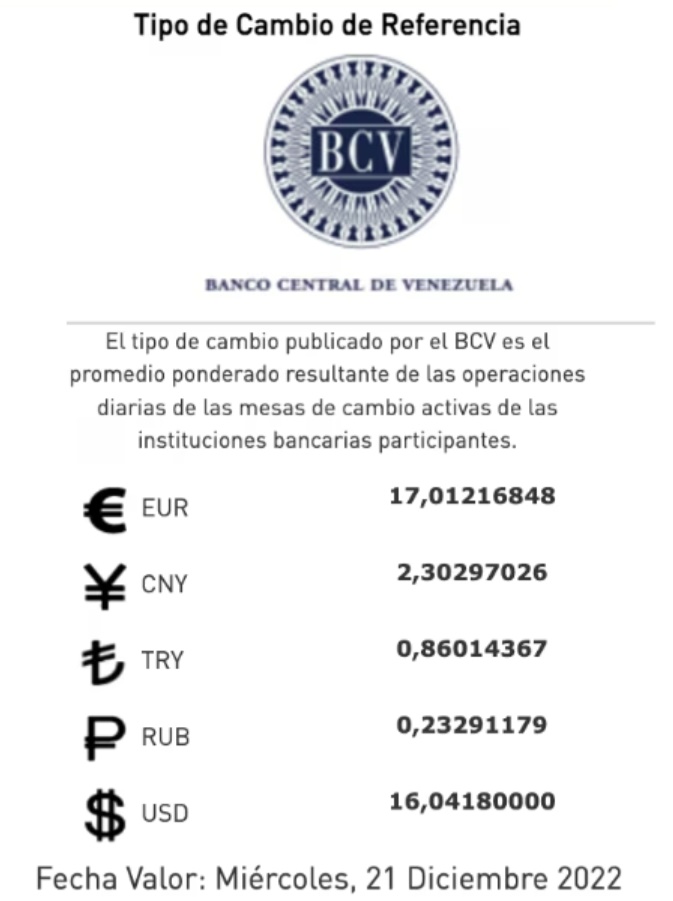 Tipo de Cambio de Referencia
BCV
BANCO CENTRAL DE VENEZUELA
El tipo de cambio publicado por el BCV es el
promedio ponderado resultante de las operaciones
diarias de las mesas de cambio activas de las
instituciones bancarias participantes.
€ EUR 17,01216848
¥ CNY 2,30297026
₺ TRY 0,86014367
₽ RUB 0,23291179
$ USD 16,04180000
Fecha Valor: Miércoles, 21 Diciembre 2022